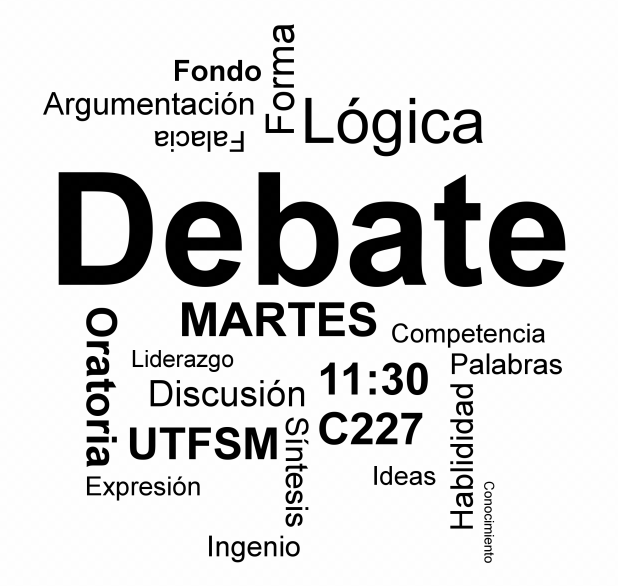 Forma
Fondo
Argumentación
Lógica
Falacia
Debate
MARTES
Oratoria
Competencia
Liderazgo
Palabras
11:30
Discusión
C227
UTFSM
Síntesis
Hablididad
Ideas
Expresión
Conocimiento
Ingenio